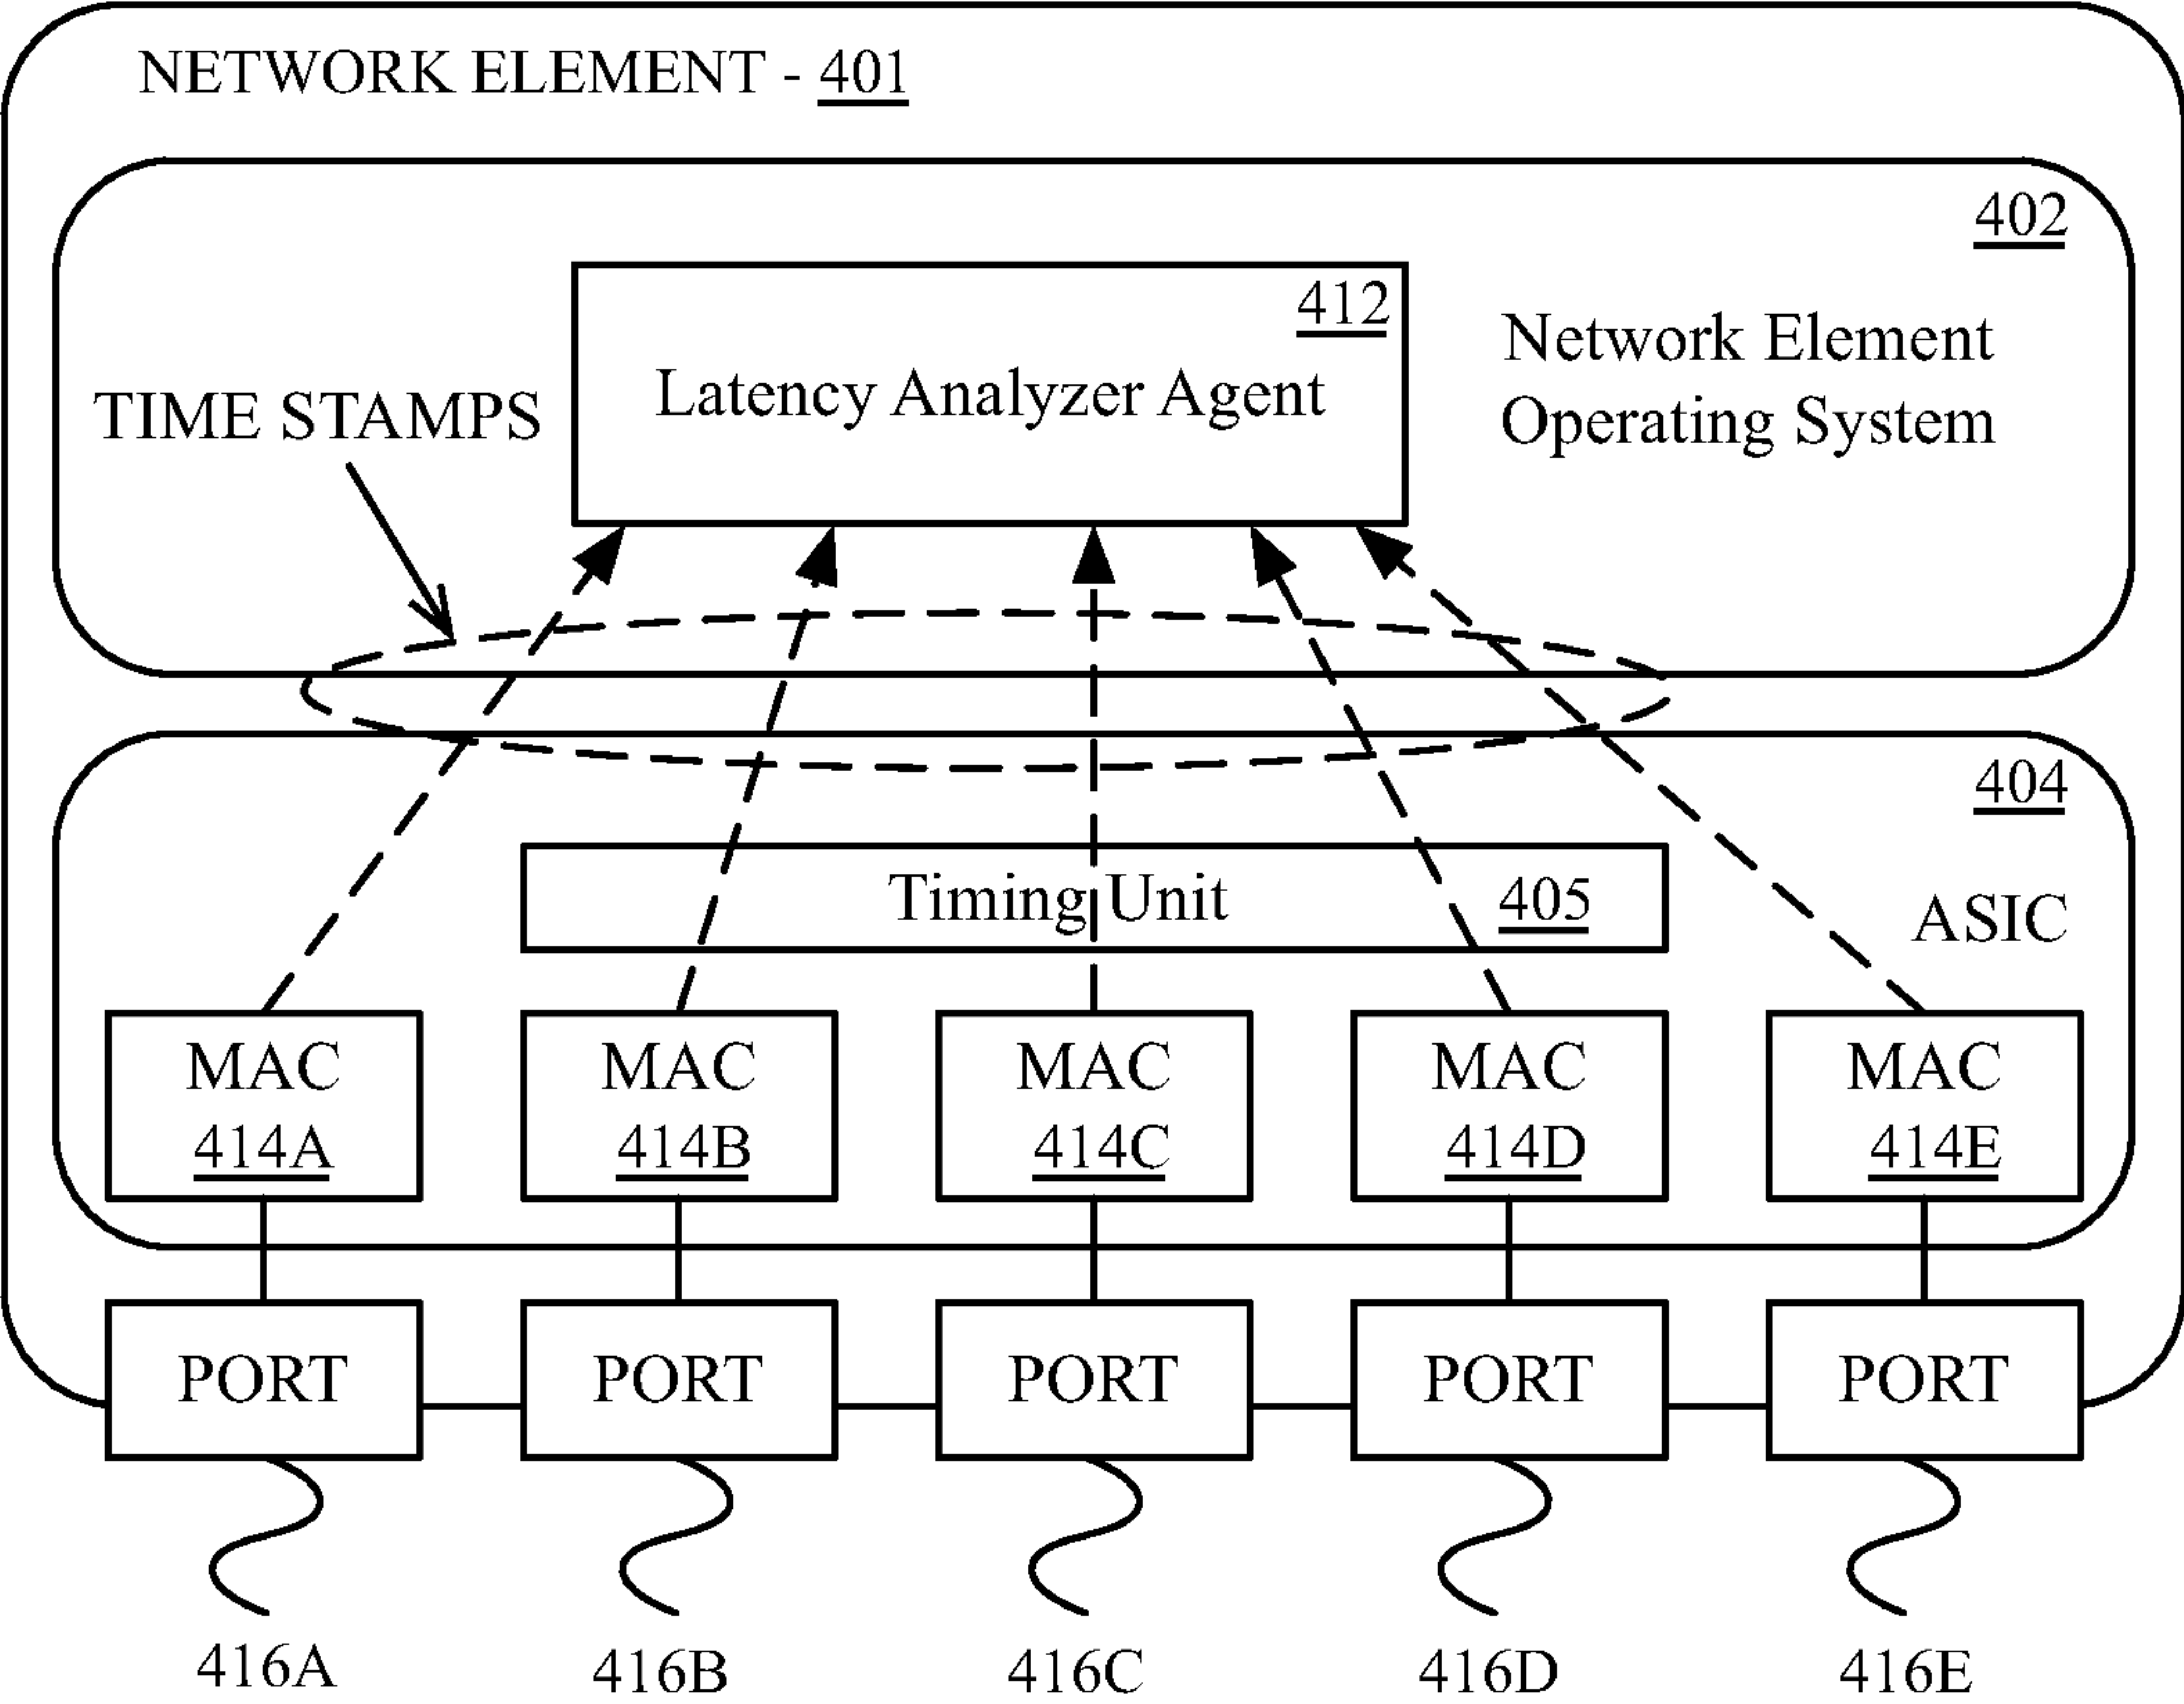 NETWORK ELEMENT - 401
402
412
Latency Analyzer Agent
Network Element
Operating System
TIME STAMPS
404
Timing Unit 405
ASIC
MAC MAC MAC MAC MAC
414A 414B 414C 414D 414E
PORT PORT PORT PORT PORT
416A 416B 416C 416D 416E